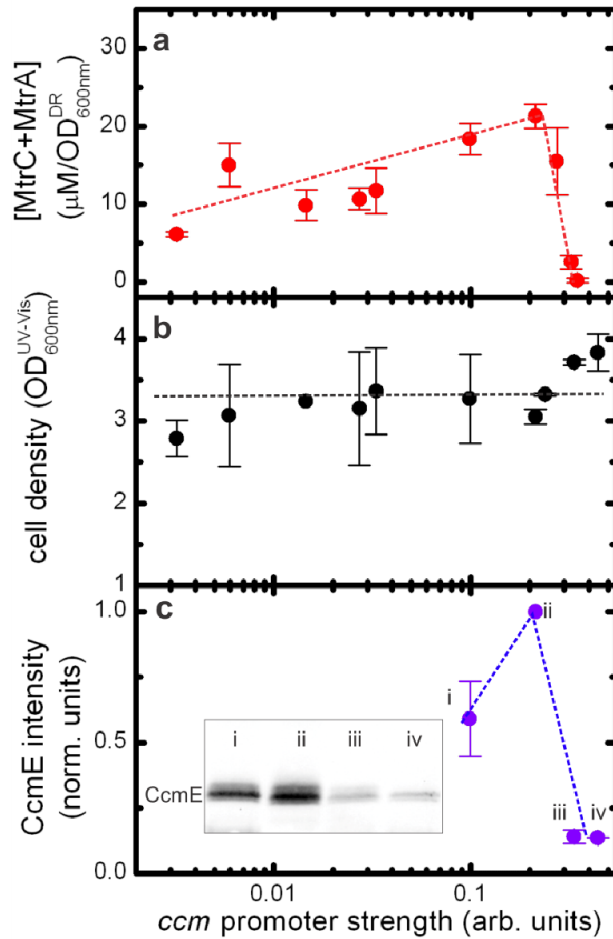 a
30
20
10
0
[MtrC+MtrA]
(μM/OD600nm^DR)
b
4
3
2
1
cell density (OD600nm^UV-Vis)
c
1.0
0.5
0.0
CcmE intensity
(norm. units)
i
ii
iii
iv
i ii iii iv
CcmE
0.01 0.1
ccm promoter strength (arb. units)